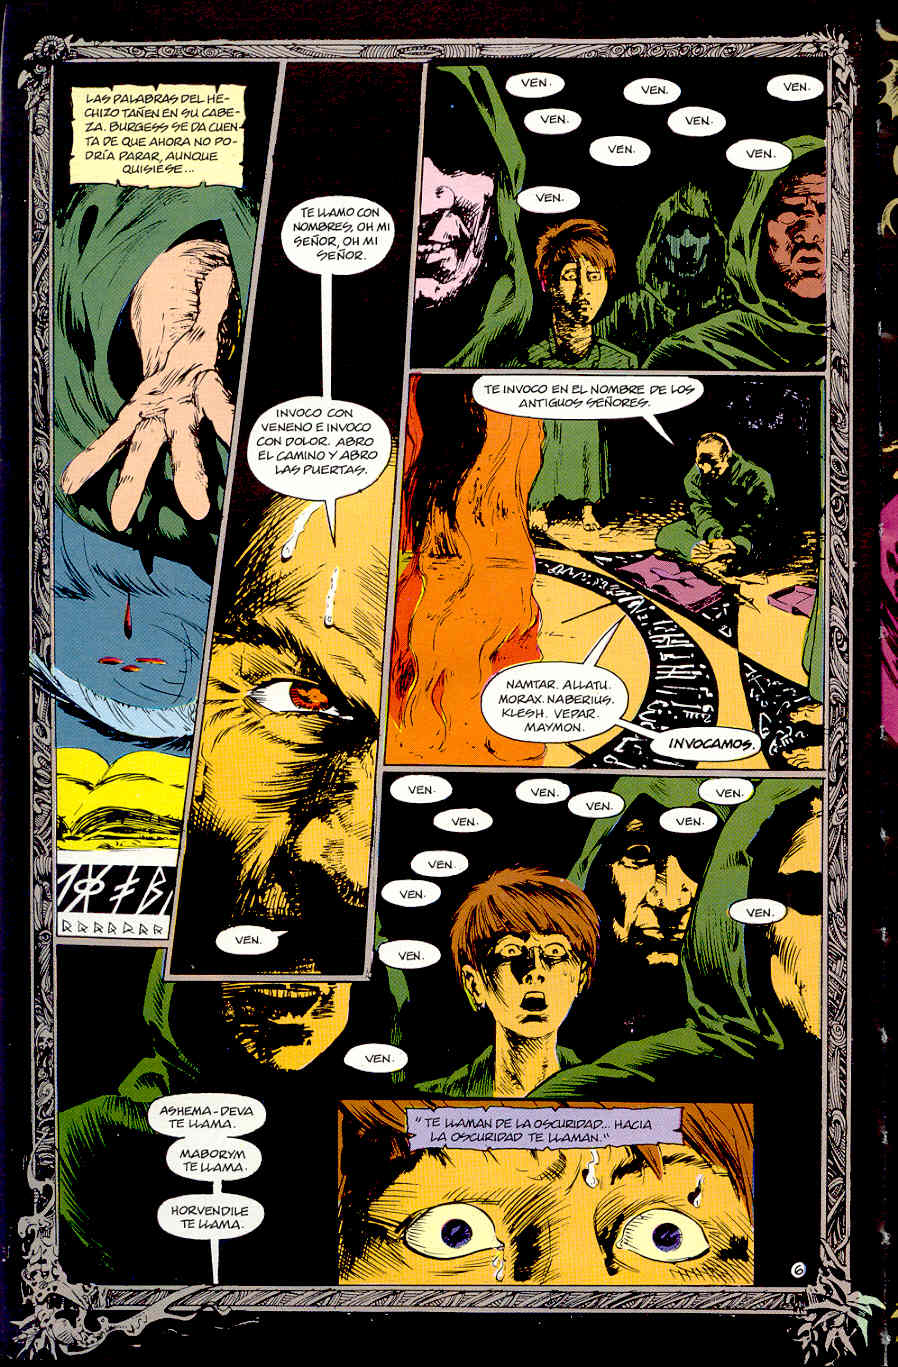 LAS PALABRAS DEL HE-
CHIZO TAÑEN EN SU CABE-
ZA. BURGESS SE DA CUEN-
TA DE QUE AHORA NO PO-
DRÍA PARAR, AUNQUE
QUISIESE...
TE LLAMO CON
NOMBRES, OH MI
SEÑOR, OH MI
SEÑOR.
INVOCO CON
VENENO E INVOCO
CON DOLOR. ABRO
EL CAMINO Y ABRO
LAS PUERTAS.
VEN.
VEN.
VEN.
VEN.
VEN.
VEN.
VEN.
VEN.
VEN.
TE INVOCO EN EL NOMBRE DE LOS
ANTIGUOS SEÑORES.
NAMTAR. ALLATU.
MORAX. NABERIUS.
KLESH. VEPAR.
MAYMON.
INVOCAMOS.
VEN.
VEN.
VEN.
VEN.
VEN.
VEN.
VEN.
VEN.
VEN.
VEN.
VEN.
ASHEMA-DEVA
TE LLAMA.
MABORYM
TE LLAMA.
HORVENDILE
TE LLAMA.
"TE LLAMAN DE LA OSCURIDAD... HACIA
LA OSCURIDAD TE LLAMAN."
6